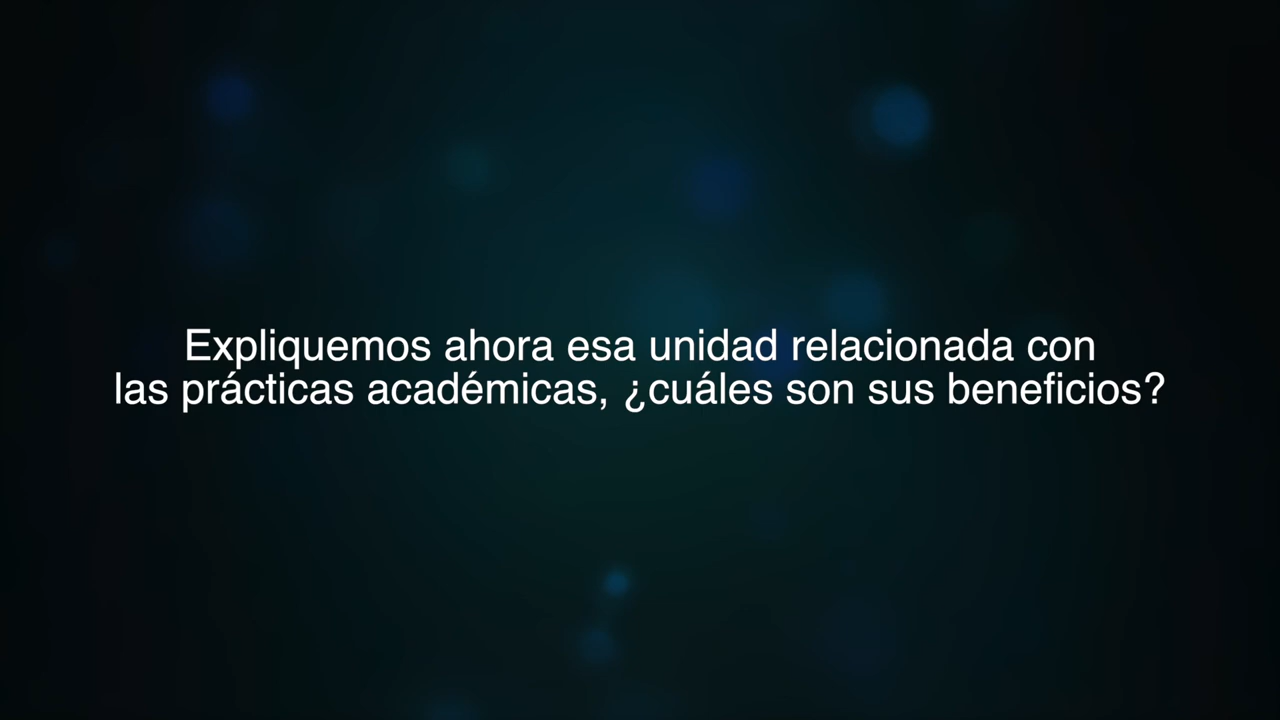 Expliquemos ahora esa unidad relacionada con
las prácticas académicas, ¿cuáles son sus beneficios?